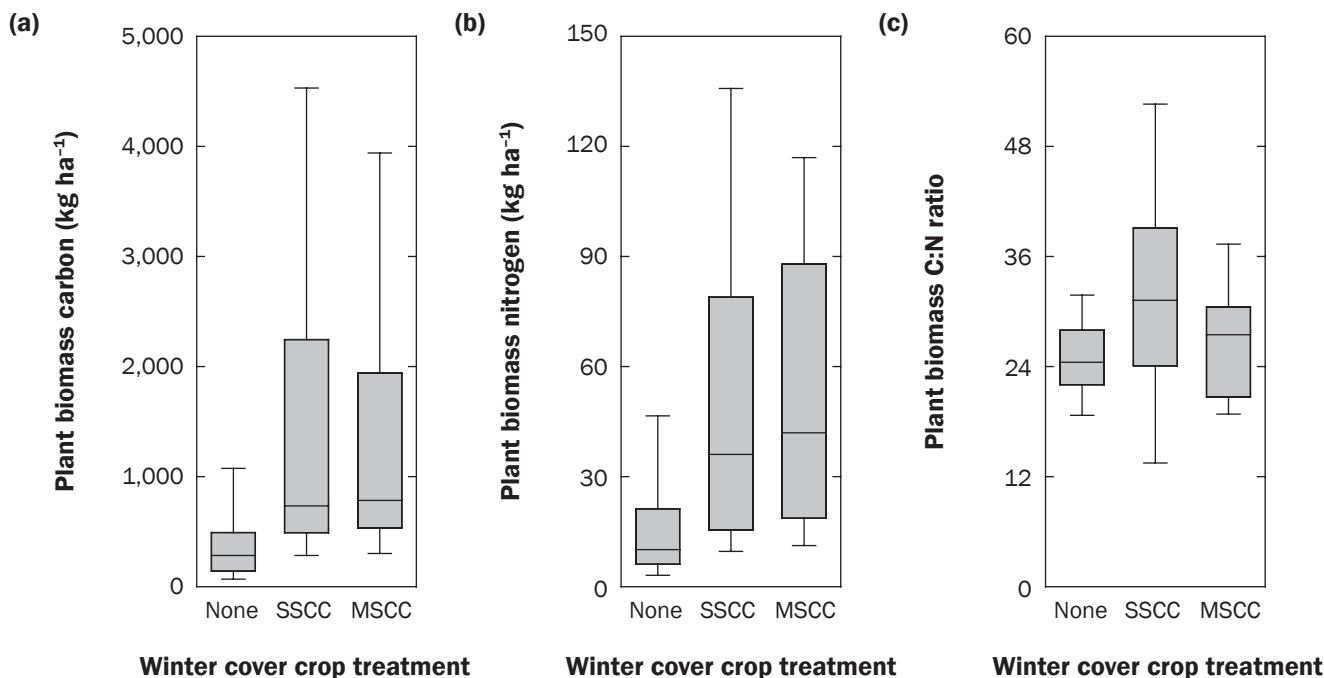 (a)
Plant biomass carbon (kg ha⁻¹)
5,000
4,000
3,000
2,000
1,000
0
None SSCC MSCC
Winter cover crop treatment
(b)
Plant biomass nitrogen (kg ha⁻¹)
150
120
90
60
30
0
None SSCC MSCC
Winter cover crop treatment
(c)
Plant biomass C:N ratio
60
48
36
24
12
0
None SSCC MSCC
Winter cover crop treatment